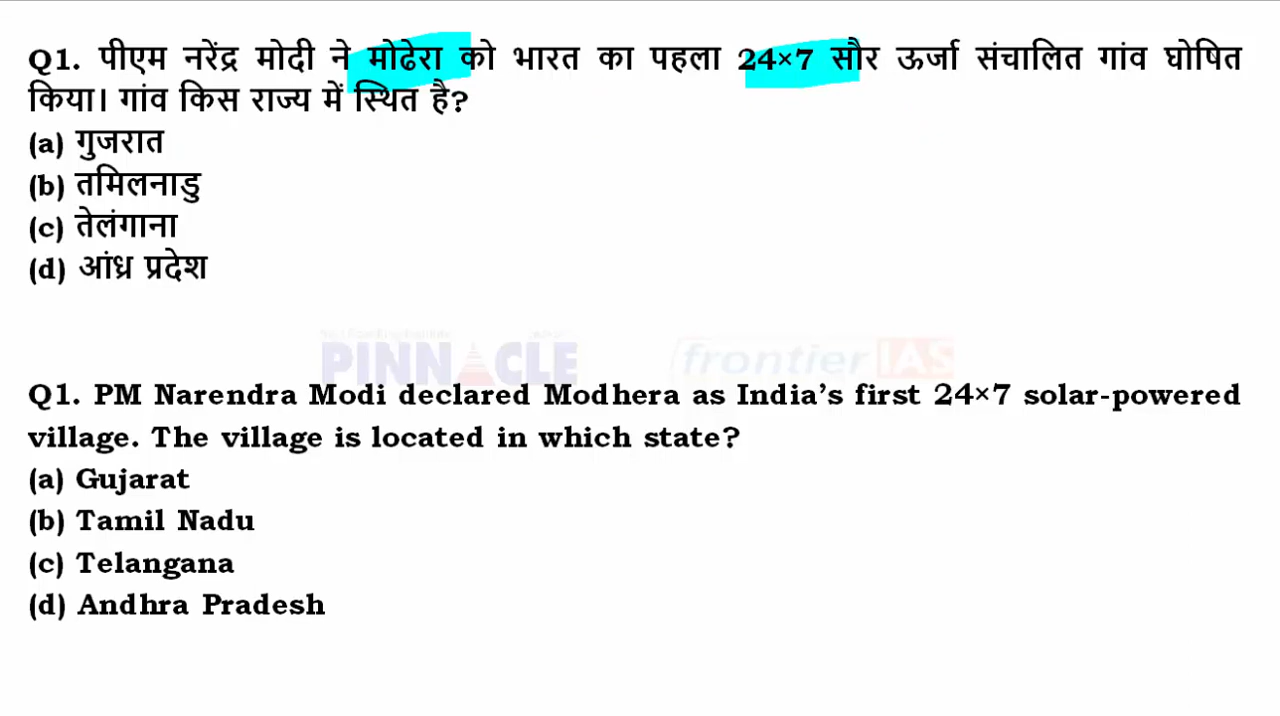 Q1. पीएम नरेंद्र मोदी ने मोढेरा को भारत का पहला 24×7 सौर ऊर्जा संचालित गांव घोषित
किया। गांव किस राज्य में स्थित है?
(a) गुजरात
(b) तमिलनाडु
(c) तेलंगाना
(d) आंध्र प्रदेश
PINNACLE frontier IAS
Q1. PM Narendra Modi declared Modhera as India’s first 24×7 solar-powered
village. The village is located in which state?
(a) Gujarat
(b) Tamil Nadu
(c) Telangana
(d) Andhra Pradesh